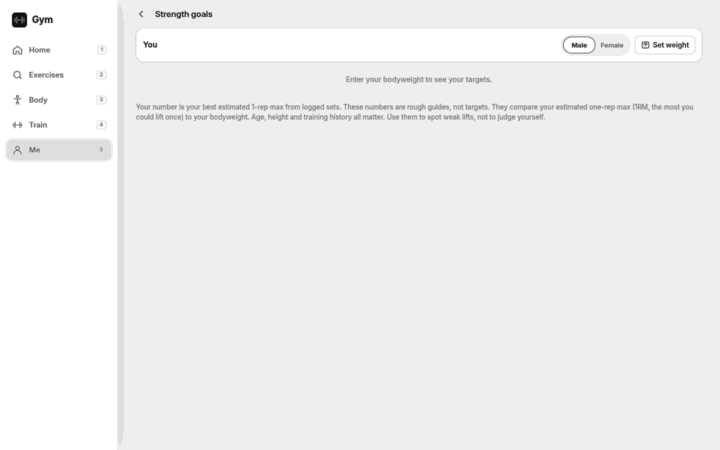 Gym
Home 1
Exercises 2
Body 3
Train 4
Me 5
Strength goals
You
Male Female Set weight
Enter your bodyweight to see your targets.
Your number is your best estimated 1-rep max from logged sets. These numbers are rough guides, not targets. They compare your estimated one-rep max (1RM, the most you
could lift once) to your bodyweight. Age, height and training history all matter. Use them to spot weak lifts, not to judge yourself.